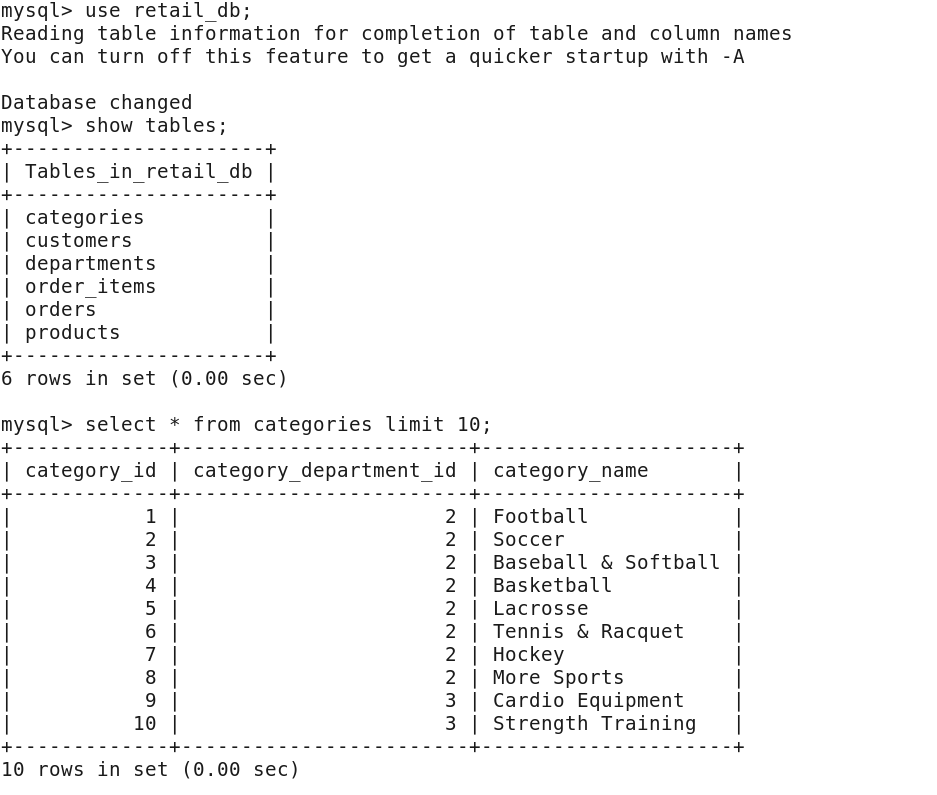 mysql> use retail_db;
Reading table information for completion of table and column names
You can turn off this feature to get a quicker startup with -A

Database changed
mysql> show tables;
+---------------------+
| Tables_in_retail_db |
+---------------------+
| categories          |
| customers           |
| departments         |
| order_items         |
| orders              |
| products            |
+---------------------+
6 rows in set (0.00 sec)

mysql> select * from categories limit 10;
+-------------+------------------------+---------------------+
| category_id | category_department_id | category_name       |
+-------------+------------------------+---------------------+
|           1 |                      2 | Football            |
|           2 |                      2 | Soccer              |
|           3 |                      2 | Baseball & Softball |
|           4 |                      2 | Basketball          |
|           5 |                      2 | Lacrosse            |
|           6 |                      2 | Tennis & Racquet    |
|           7 |                      2 | Hockey              |
|           8 |                      2 | More Sports         |
|           9 |                      3 | Cardio Equipment    |
|          10 |                      3 | Strength Training   |
+-------------+------------------------+---------------------+
10 rows in set (0.00 sec)